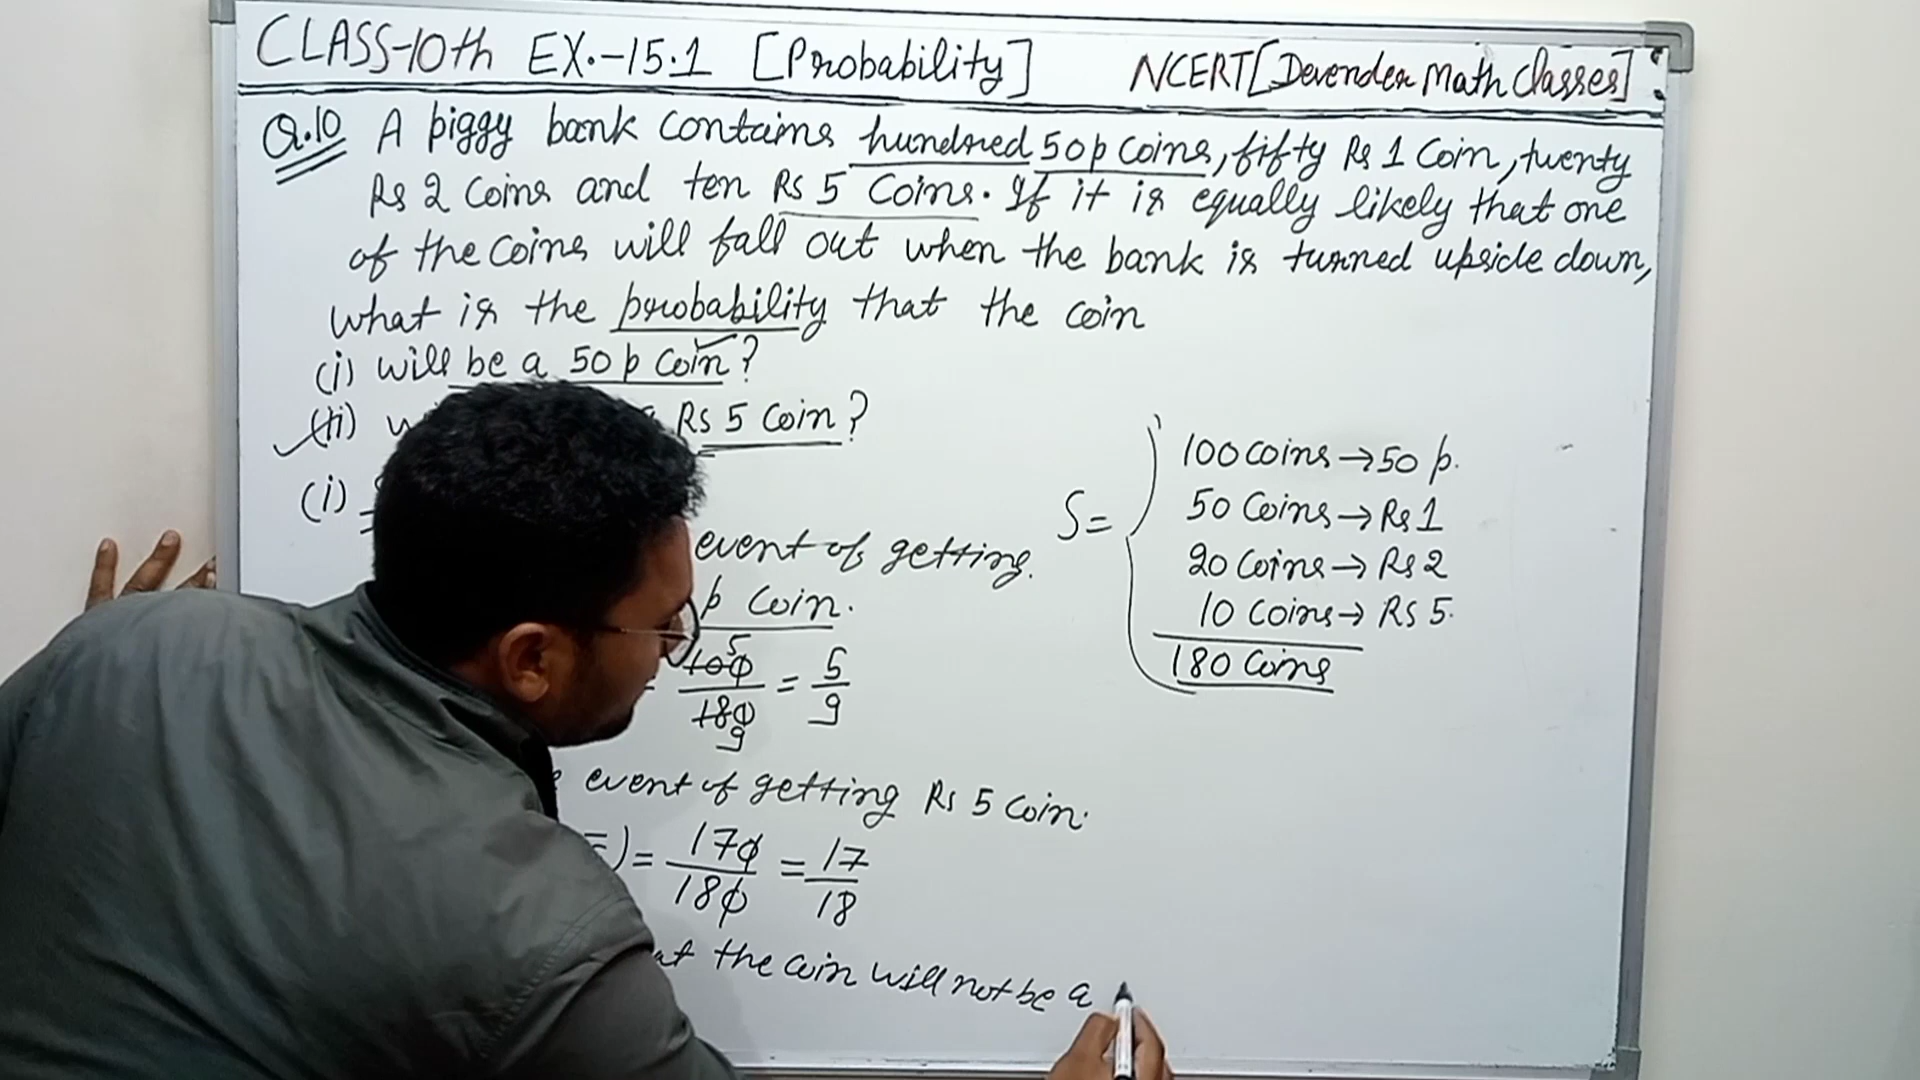 CLASS-10th EX.-15.1 [Probability] NCERT [Devender Math Classes]
Q.10 A piggy bank contains hundred 50p coins, fifty Rs 1 Coin, twenty
Rs 2 Coins and ten Rs 5 Coins. If it is equally likely that one
of the coins will fall out when the bank is turned upside down,
what is the probability that the coin
(i) will be a 50 p coin?
(ii) Rs 5 Coin?
(i)
event of getting.
p coin.
100/180 = 5/9
5
9
event of getting Rs 5 coin.
) = 170/180 = 17/18
the coin will not be a
S =
100 coins → 50 p.
50 Coins → Rs 1
20 Coins → Rs 2
10 Coins → Rs 5.
180 Coins